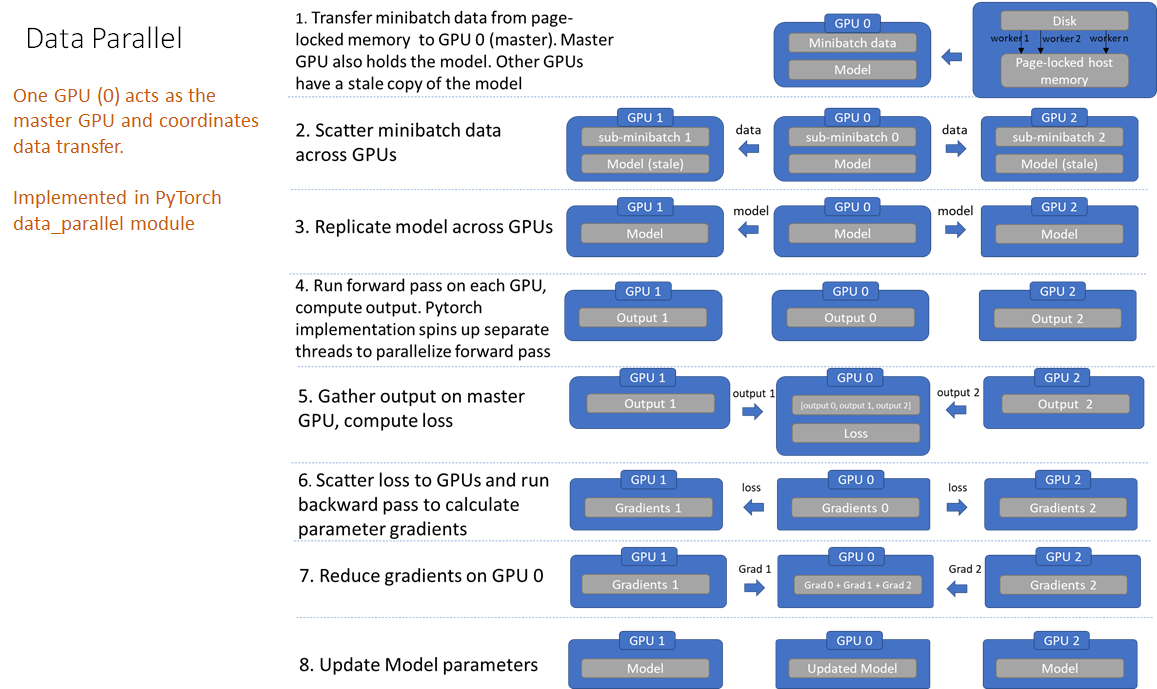 Data Parallel
One GPU (0) acts as the
master GPU and coordinates
data transfer.
Implemented in PyTorch
data_parallel module
1. Transfer minibatch data from page-
locked memory to GPU 0 (master). Master
GPU also holds the model. Other GPUs
have a stale copy of the model
GPU 0
Minibatch data
Model
Disk
worker 1
worker 2
worker n
Page-locked host
memory
2. Scatter minibatch data
across GPUs
GPU 1
sub-minibatch 1
Model (stale)
data
GPU 0
sub-minibatch 0
Model
data
GPU 2
sub-minibatch 2
Model (stale)
3. Replicate model across GPUs
GPU 1
Model
model
GPU 0
Model
model
GPU 2
Model
4. Run forward pass on each GPU,
compute output. Pytorch
implementation spins up separate
threads to parallelize forward pass
GPU 1
Output 1
GPU 0
Output 0
GPU 2
Output 2
5. Gather output on master
GPU, compute loss
GPU 1
Output 1
output 1
GPU 0
[output 0, output 1, output 2]
Loss
output 2
GPU 2
Output 2
6. Scatter loss to GPUs and run
backward pass to calculate
parameter gradients
GPU 1
Gradients 1
loss
GPU 0
Gradients 0
loss
GPU 2
Gradients 2
7. Reduce gradients on GPU 0
GPU 1
Gradients 1
Grad 1
GPU 0
Grad 0 + Grad 1 + Grad 2
Grad 2
GPU 2
Gradients 2
8. Update Model parameters
GPU 1
Model
GPU 0
Updated Model
GPU 2
Model